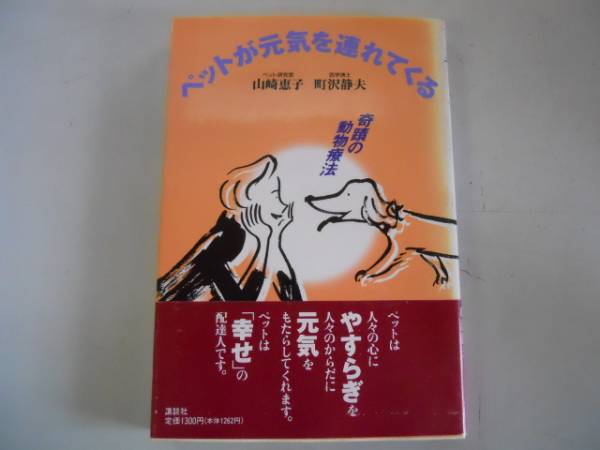 ペットが元気を連れてくる
ペット研究家
山崎恵子
医学博士
町沢静夫
奇蹟の
動物療法
ペットは
人々の心に
やすらぎを
人々のからだに
元気を
もたらしてくれます。
ペットは
「幸せ」の
配達人です。
講談社
定価1300円(本体1262円)